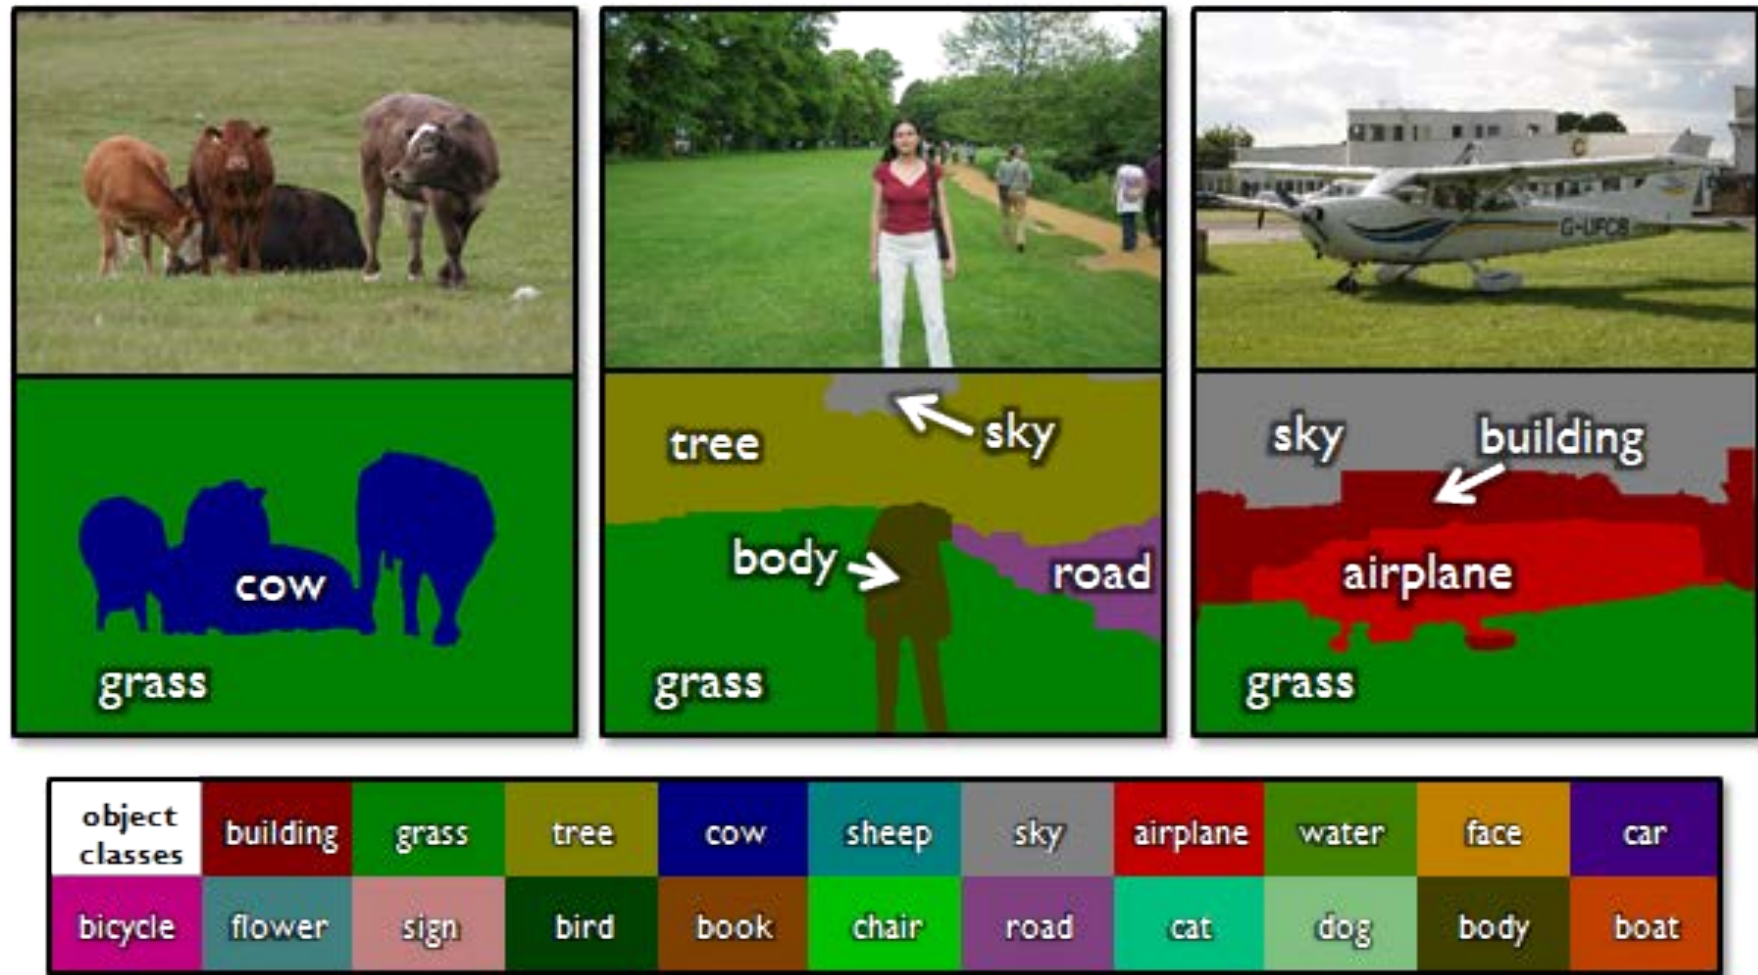 G-UFCB
cow
grass
tree
sky
body
road
grass
sky
building
airplane
grass
object classes
building
grass
tree
cow
sheep
sky
airplane
water
face
car
bicycle
flower
sign
bird
book
chair
road
cat
dog
body
boat